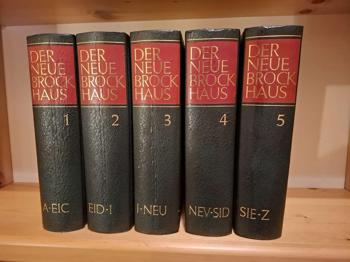 DER
NEUE
BROCK
HAUS
1
A-EIC
DER
NEUE
BROCK
HAUS
2
EID-I
DER
NEUE
BROCK
HAUS
3
J-NEU
DER
NEUE
BROCK
HAUS
4
NEV-SID
DER
NEUE
BROCK
HAUS
5
SIE-Z